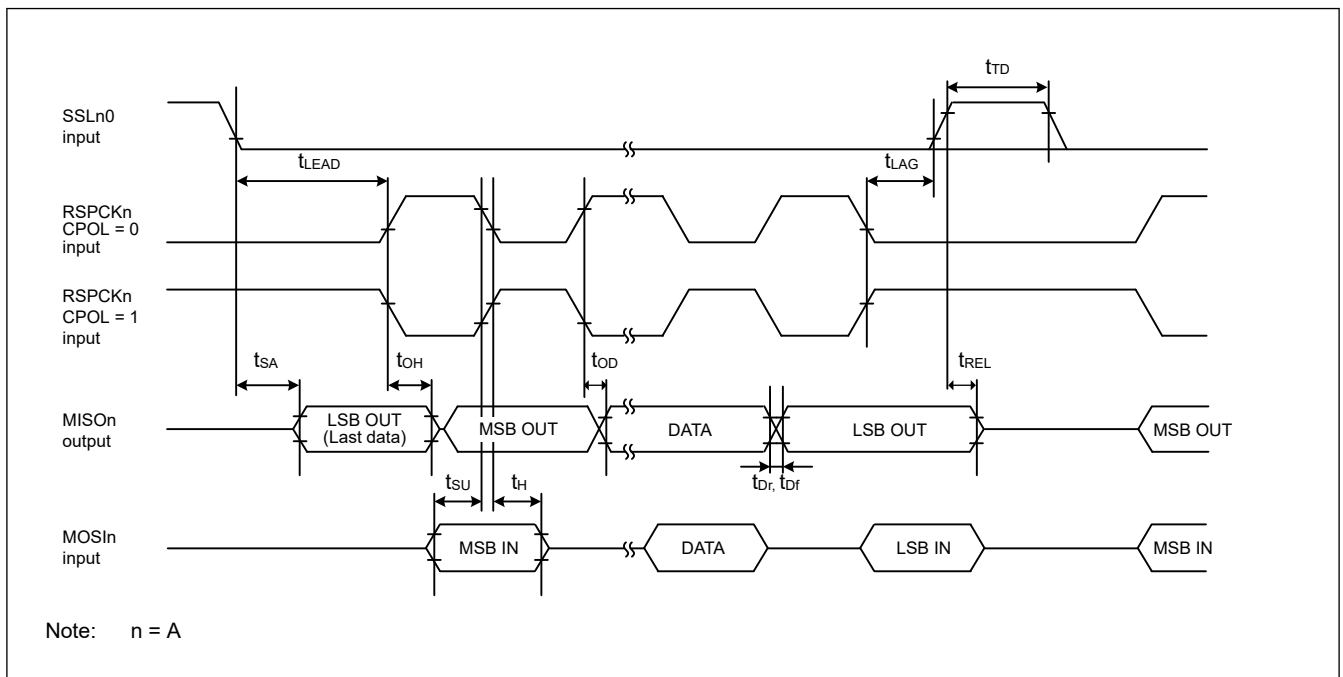 SSLn0
input
tTD
tLEAD
tLAG
RSPCKn
CPOL = 0
input
RSPCKn
CPOL = 1
input
tSA
tOH
tOD
tREL
MISOn
output
LSB OUT
(Last data)
MSB OUT
DATA
LSB OUT
MSB OUT
tSU
tH
tDr, tDf
MOSIn
input
MSB IN
DATA
LSB IN
MSB IN
Note: n = A